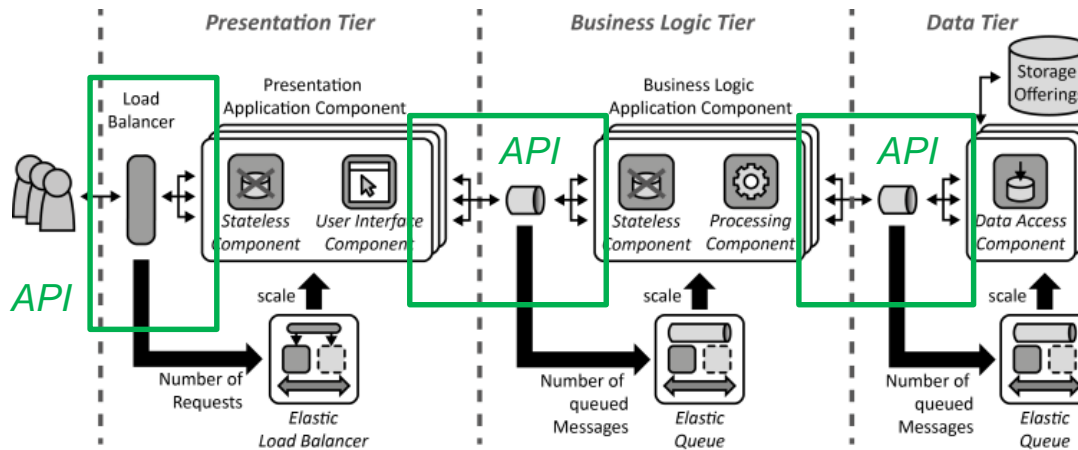 Presentation Tier
Business Logic Tier
Data Tier
Load
Balancer
Presentation
Application Component
Business Logic
Application Component
Storage
Offerings
API
API
API
Stateless
Component
User Interface
Component
Stateless
Component
Processing
Component
Data Access
Component
scale
scale
scale
Number of
Requests
Elastic
Load Balancer
Number of
queued
Messages
Elastic
Queue
Number of
queued
Messages
Elastic
Queue